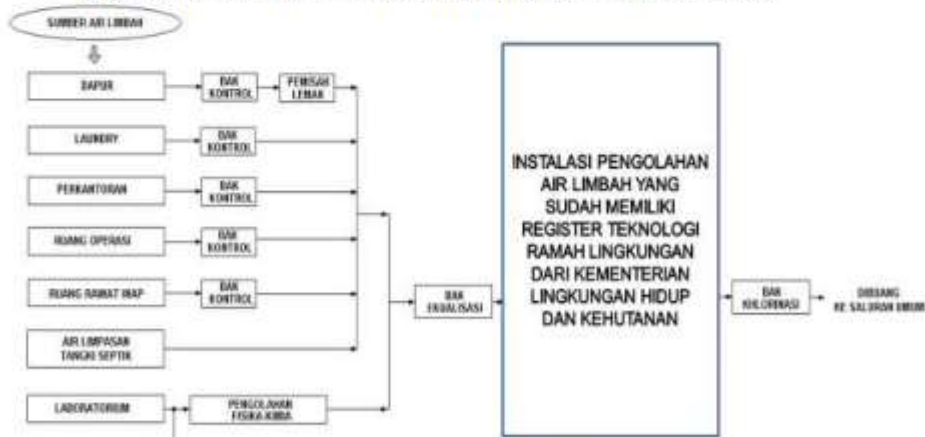 SUMBER AIR LIMBAH
DAPUR
BAK
KONTROL
PEMISAH
LEMAK
LAUNDRY
BAK
KONTROL
PERKANTORAN
BAK
KONTROL
RUANG OPERASI
BAK
KONTROL
RUANG RAWAT INAP
BAK
KONTROL
AIR LIMPASAN
TANGKI SEPTIK
LABORATORIUM
PENGOLAHAN
FISIKA-KIMIA
BAK
EKUALISASI
INSTALASI PENGOLAHAN
AIR LIMBAH YANG
SUDAH MEMILIKI
REGISTER TEKNOLOGI
RAMAH LINGKUNGAN
DARI KEMENTERIAN
LINGKUNGAN HIDUP
DAN KEHUTANAN
BAK
KHLORINASI
DIBUANG
KE SALURAN UMUM